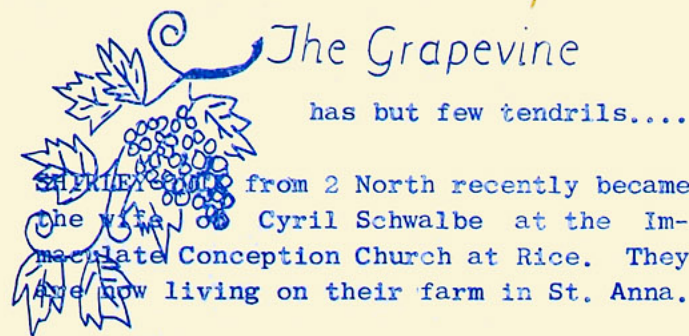 The Grapevine
has but few tendrils....
SHIRLEY from 2 North recently became
the wife of Cyril Schwalbe at the Im-
maculate Conception Church at Rice. They
are now living on their farm in St. Anna.